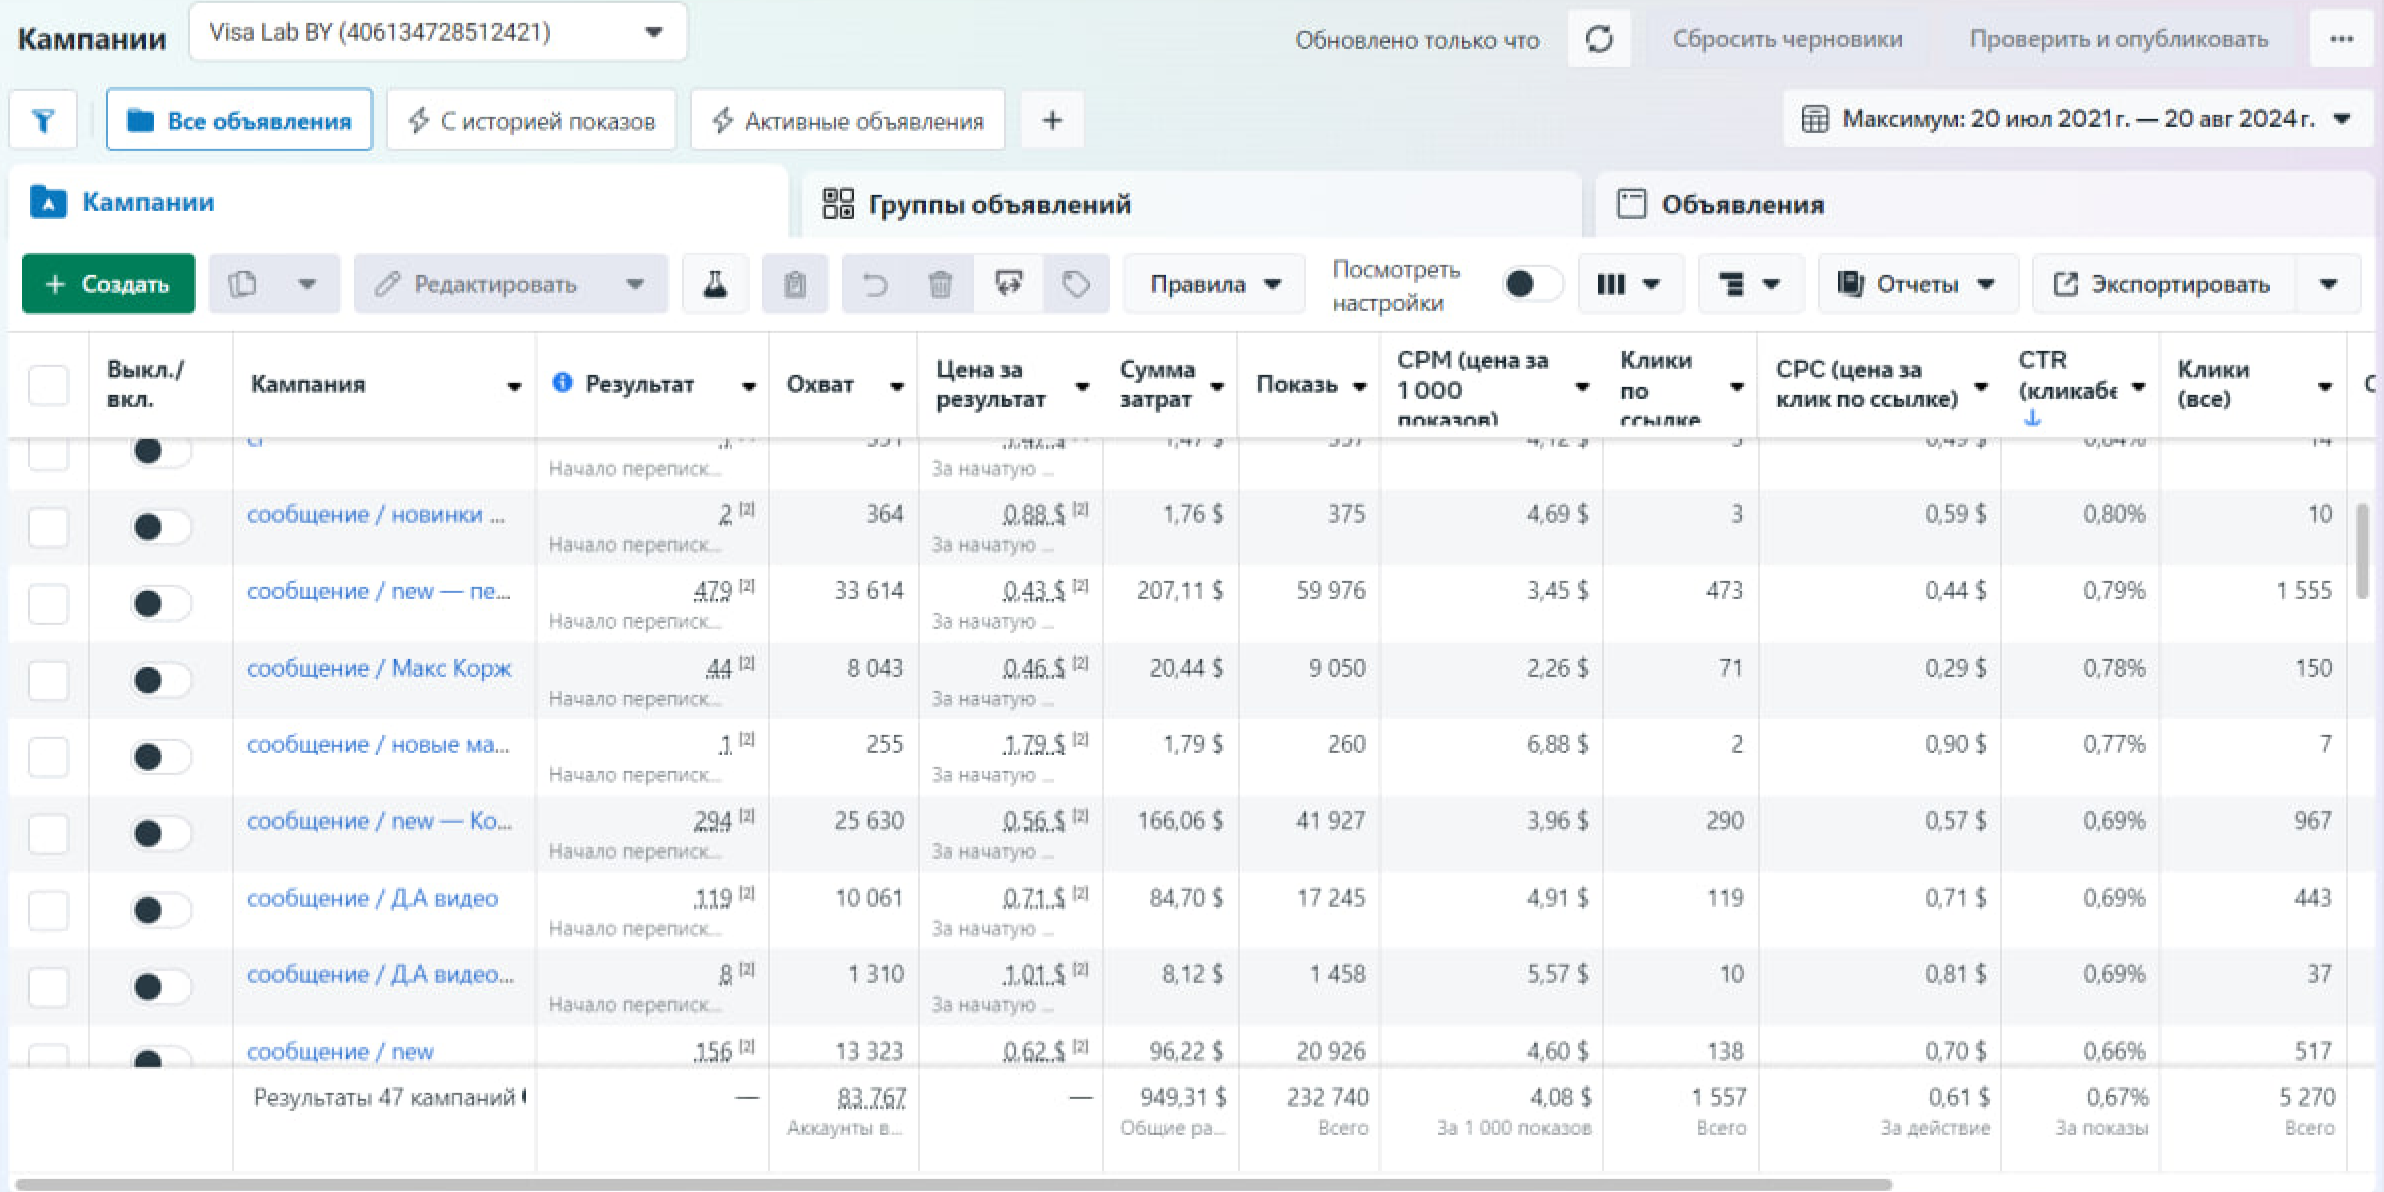 Кампании
Visa Lab BY (406134728512421)
Обновлено только что
Сбросить черновики
Проверить и опубликовать
Все объявления
С историей показов
Активные объявления
Максимум: 20 июл 2021 г. — 20 авг 2024 г.
Кампании
Группы объявлений
Объявления
+ Создать
Редактировать
Правила
Посмотреть
настройки
Отчеты
Экспортировать
Выкл./
вкл.
Кампания
Результат
Охват
Цена за
результат
Сумма
затрат
Показы
CPM (цена за
1 000
показов)
Клики
по
ссылке
CPC (цена за
клик по ссылке)
CTR
(кликабе
Клики
(все)
Начало переписк...
За начатую ...
сообщение / новинки ... 2 [2] 364 0,88 $ [2] 1,76 $ 375 4,69 $ 3 0,59 $ 0,80% 10
Начало переписк... За начатую ...
сообщение / new — пе... 479 [2] 33 614 0,43 $ [2] 207,11 $ 59 976 3,45 $ 473 0,44 $ 0,79% 1 555
Начало переписк... За начатую ...
сообщение / Макс Корж 44 [2] 8 043 0,46 $ [2] 20,44 $ 9 050 2,26 $ 71 0,29 $ 0,78% 150
Начало переписк... За начатую ...
сообщение / новые ма... 1 [2] 255 1,79 $ [2] 1,79 $ 260 6,88 $ 2 0,90 $ 0,77% 7
Начало переписк... За начатую ...
сообщение / new — Ко... 294 [2] 25 630 0,56 $ [2] 166,06 $ 41 927 3,96 $ 290 0,57 $ 0,69% 967
Начало переписк... За начатую ...
сообщение / Д.А видео 119 [2] 10 061 0,71 $ [2] 84,70 $ 17 245 4,91 $ 119 0,71 $ 0,69% 443
Начало переписк... За начатую ...
сообщение / Д.А видео... 8 [2] 1 310 1,01 $ [2] 8,12 $ 1 458 5,57 $ 10 0,81 $ 0,69% 37
Начало переписк... За начатую ...
сообщение / new 156 [2] 13 323 0,62 $ [2] 96,22 $ 20 926 4,60 $ 138 0,70 $ 0,66% 517
Результаты 47 кампаний — 83 767 — 949,31 $ 232 740 4,08 $ 1 557 0,61 $ 0,67% 5 270
Аккаунты в... Общие ра... Всего За 1 000 показов Всего За действие За показы Всего